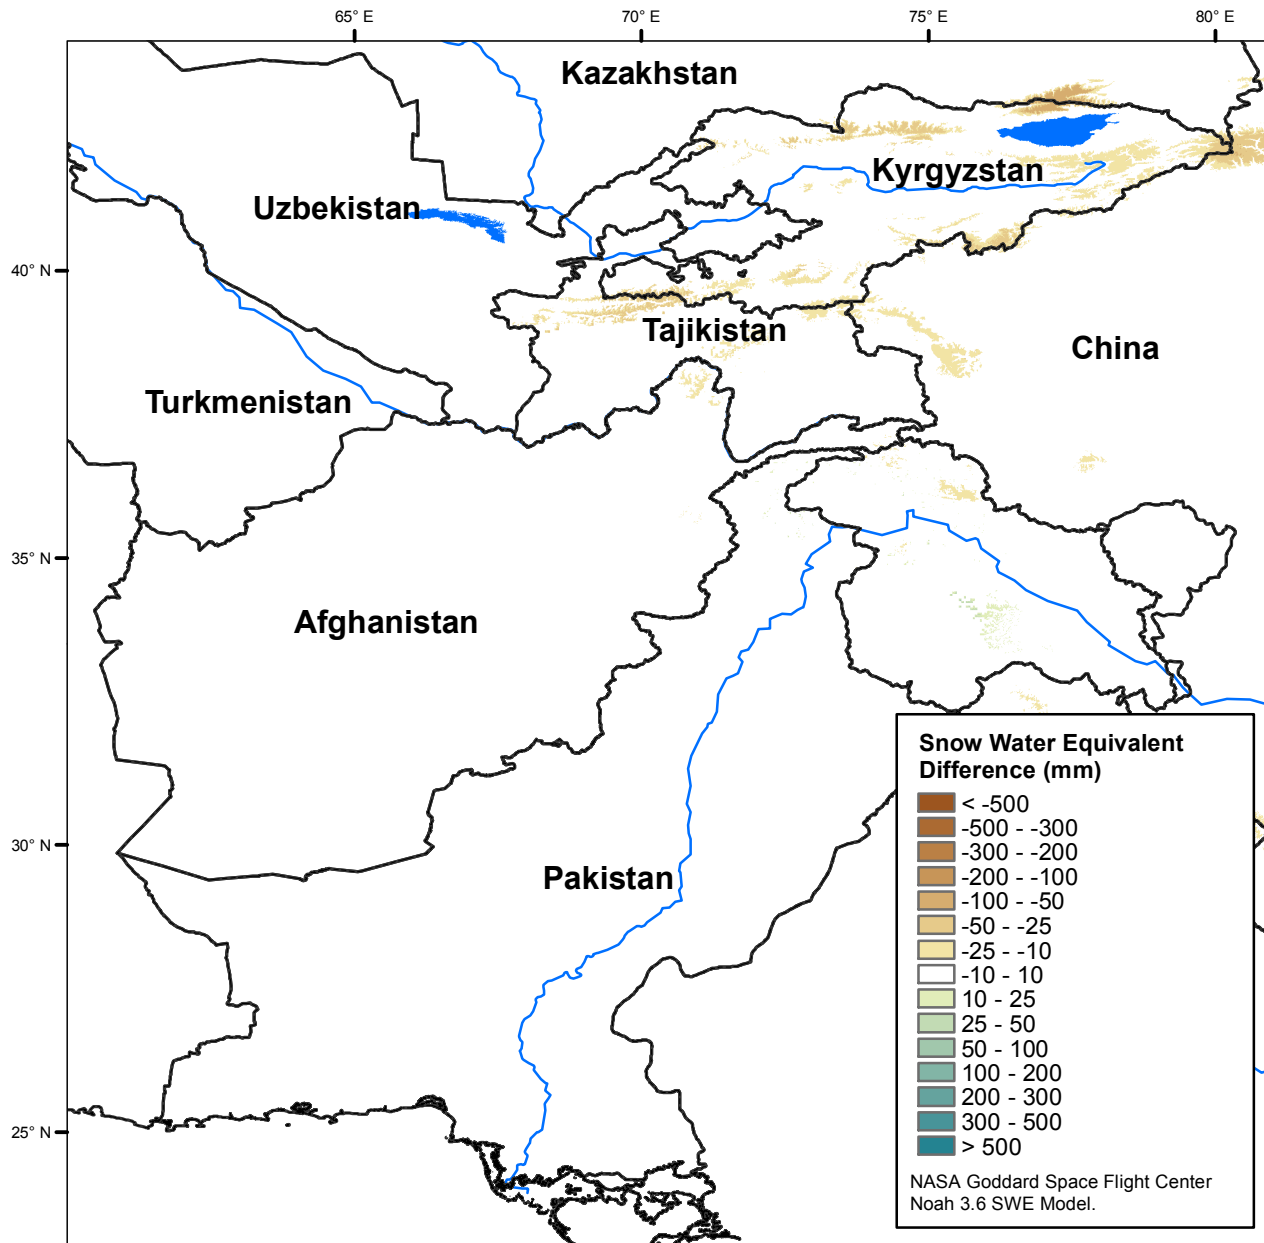 65° E
70° E
75° E
80° E
Kazakhstan
Kyrgyzstan
Uzbekistan
40° N
Tajikistan
China
Turkmenistan
35° N
Afghanistan
30° N
Pakistan
25° N
Snow Water Equivalent
Difference (mm)
< -500
-500 - -300
-300 - -200
-200 - -100
-100 - -50
-50 - -25
-25 - -10
-10 - 10
10 - 25
25 - 50
50 - 100
100 - 200
200 - 300
300 - 500
> 500
NASA Goddard Space Flight Center
Noah 3.6 SWE Model.